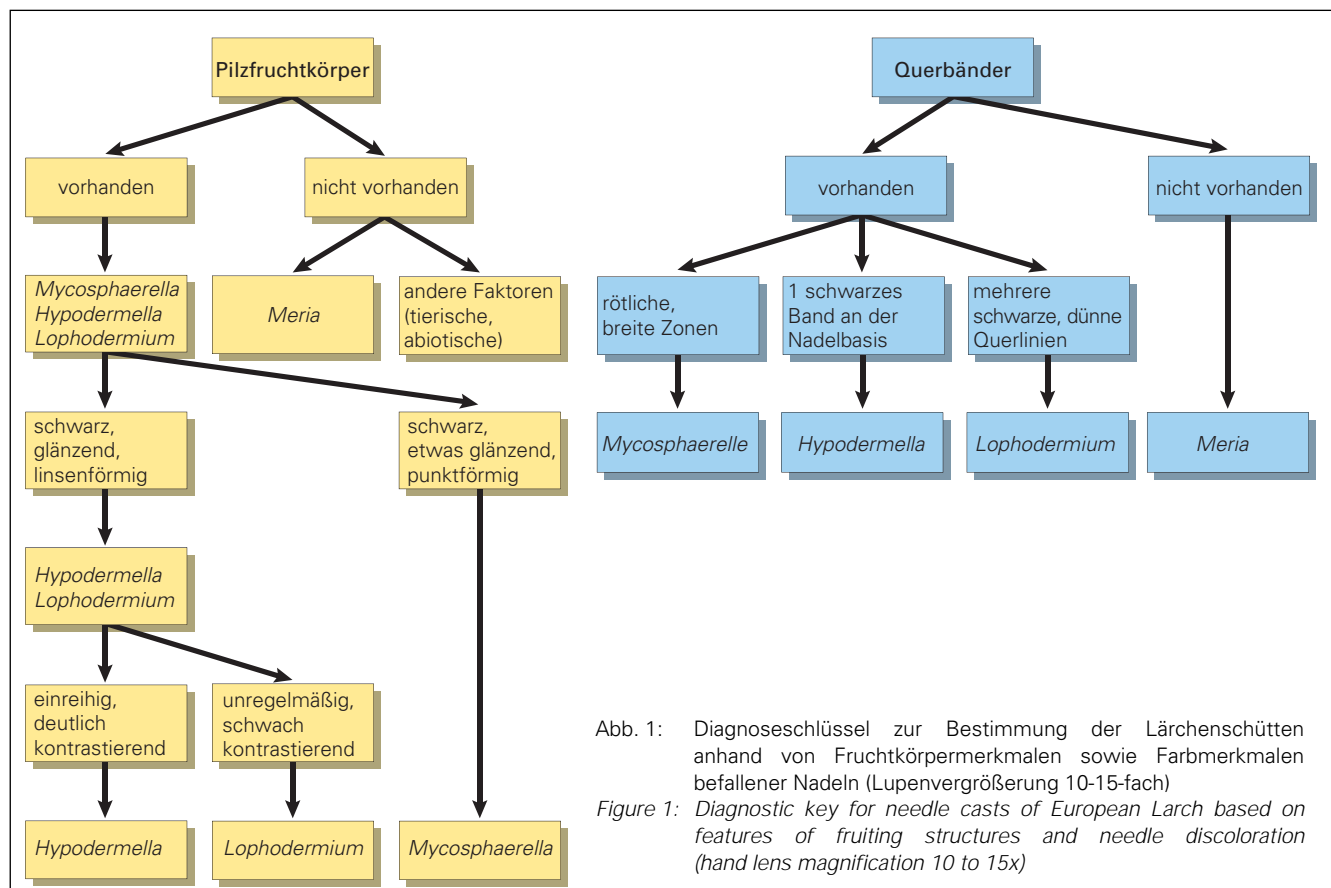 Pilzfruchtkörper
vorhanden
nicht vorhanden
Mycosphaerella
Hypodermella
Lophodermium
Meria
andere Faktoren
(tierische,
abiotische)
schwarz,
glänzend,
linsenförmig
schwarz,
etwas glänzend,
punktförmig
Hypodermella
Lophodermium
einreihig,
deutlich
kontrastierend
unregelmäßig,
schwach
kontrastierend
Hypodermella
Lophodermium
Mycosphaerella
Querbänder
vorhanden
nicht vorhanden
rötliche,
breite Zonen
1 schwarzes
Band an der
Nadelbasis
mehrere
schwarze, dünne
Querlinien
Mycosphaerelle
Hypodermella
Lophodermium
Meria
Abb. 1: Diagnoseschlüssel zur Bestimmung der Lärchenschütten
anhand von Fruchtkörpermerkmalen sowie Farbmerkmalen
befallener Nadeln (Lupenvergrößerung 10-15-fach)
Figure 1: Diagnostic key for needle casts of European Larch based on
features of fruiting structures and needle discoloration
(hand lens magnification 10 to 15x)